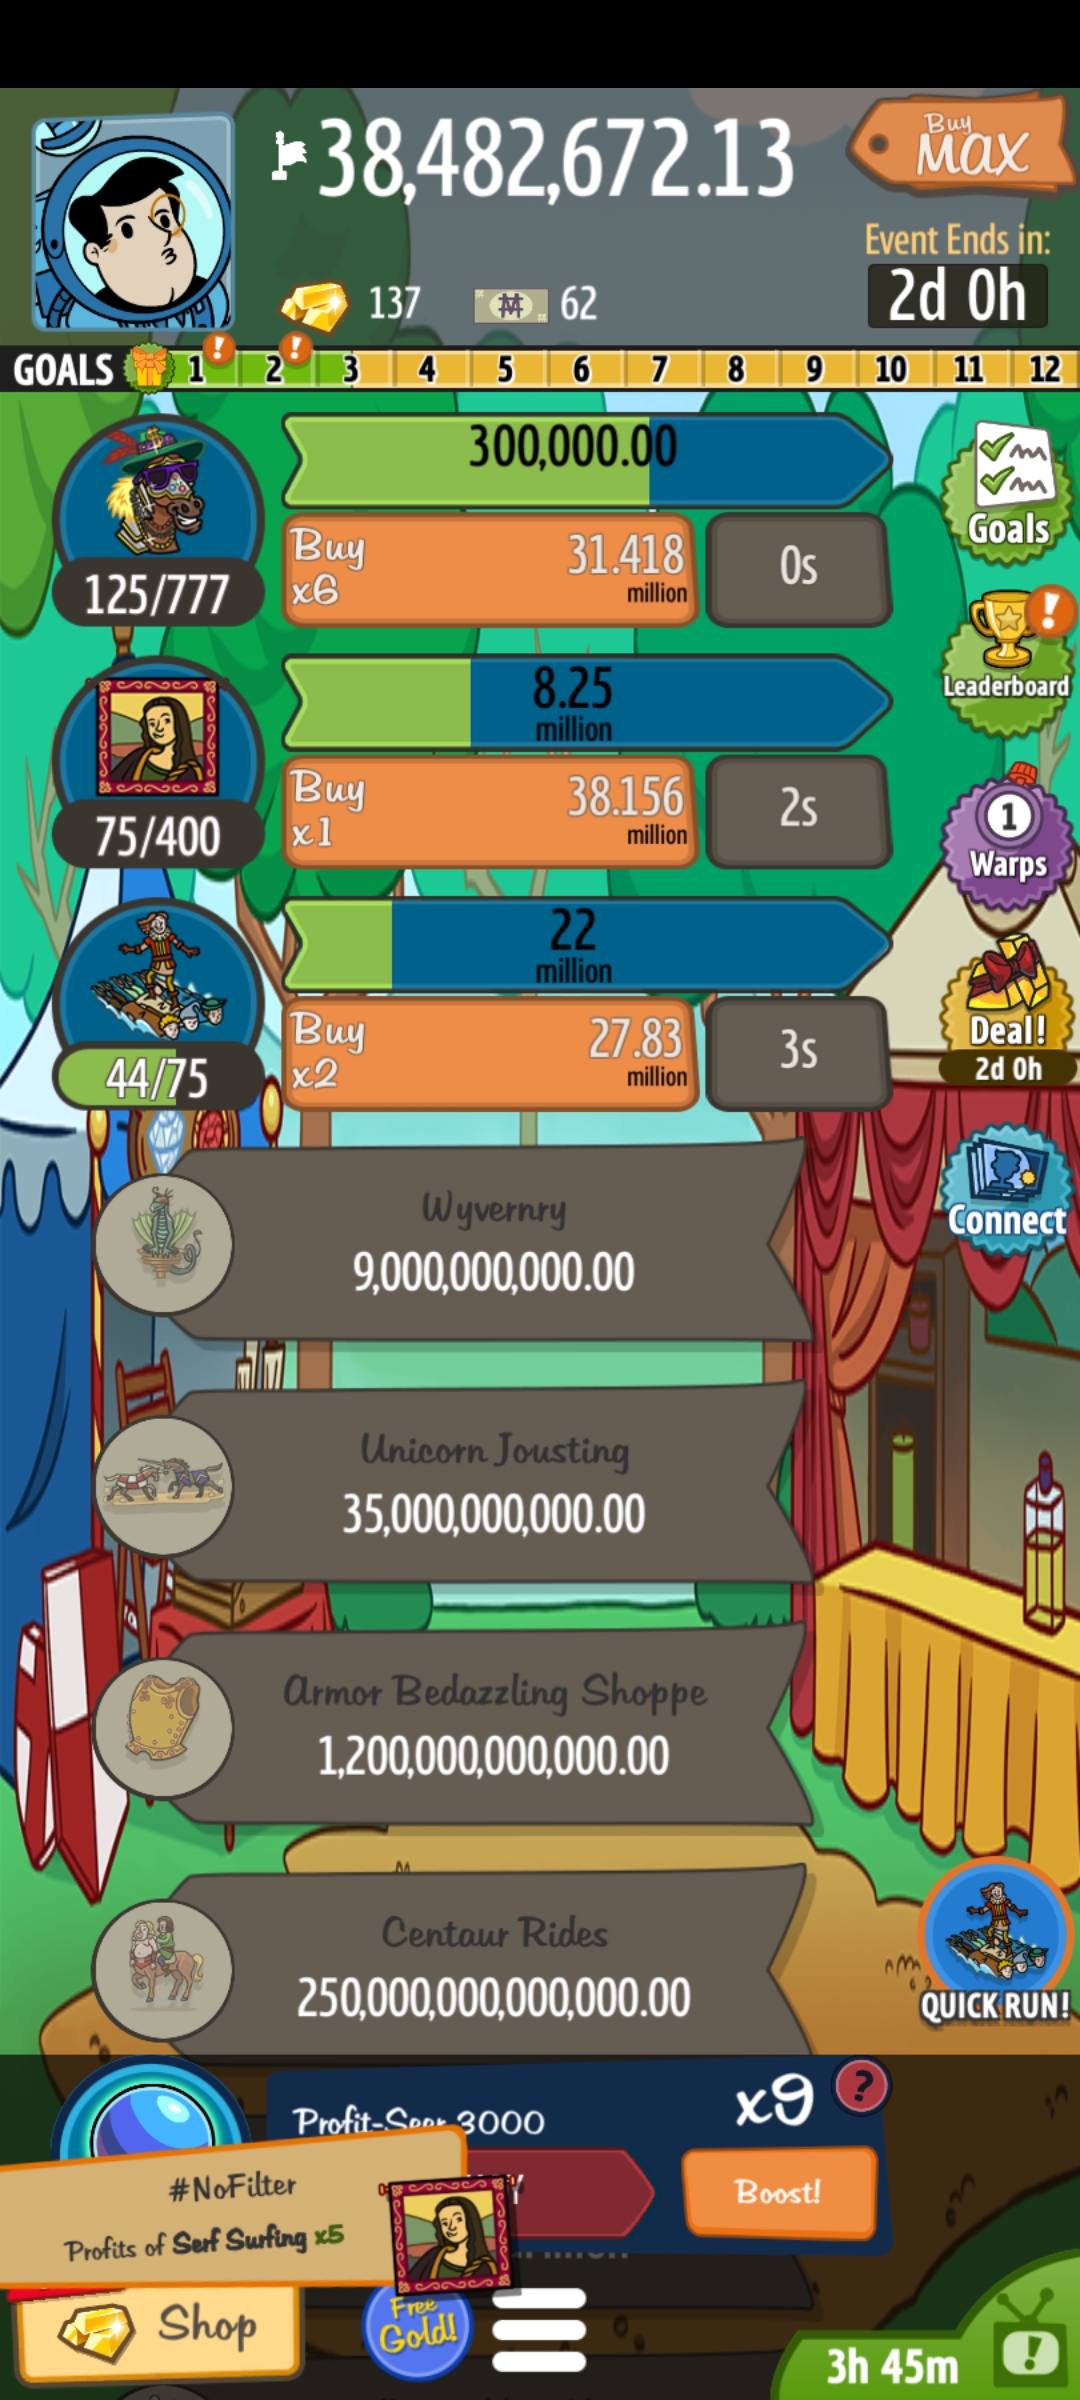 38,482,672.13
Buy
MAX
Event Ends in:
2d 0h
137
62
GOALS 1 2 3 4 5 6 7 8 9 10 11 12
!
!
300,000.00
Buy
x6
31.418
million
0s
125/777
Goals
8.25
million
Buy
x1
38.156
million
2s
75/400
!
Leaderboard
1
Warps
22
million
Buy
x2
27.83
million
3s
44/75
Deal!
2d 0h
Connect
Wyvernry
9,000,000,000.00
Unicorn Jousting
35,000,000,000.00
Armor Bedazzling Shoppe
1,200,000,000,000.00
Centaur Rides
250,000,000,000,000.00
QUICK RUN!
Profit-Seer 3000
x9
?
Boost!
#NoFilter
Profits of Serf Surfing x5
Shop
Free
Gold!
3h 45m
!